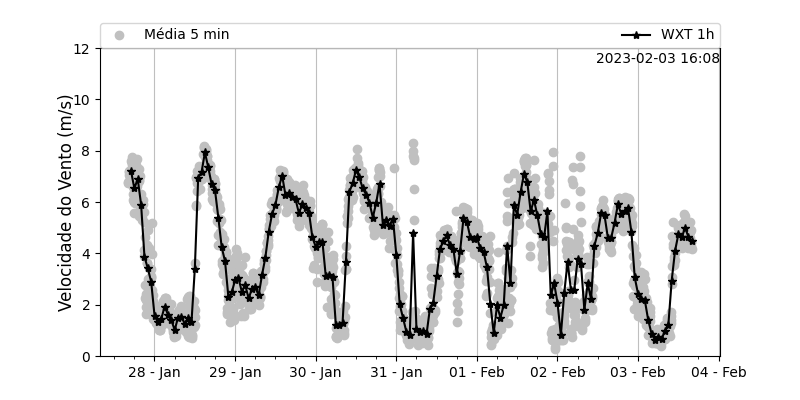 Média 5 min
WXT 1h
2023-02-03 16:08
Velocidade do Vento (m/s)
12
10
8
6
4
2
0
28 - Jan
29 - Jan
30 - Jan
31 - Jan
01 - Feb
02 - Feb
03 - Feb
04 - Feb